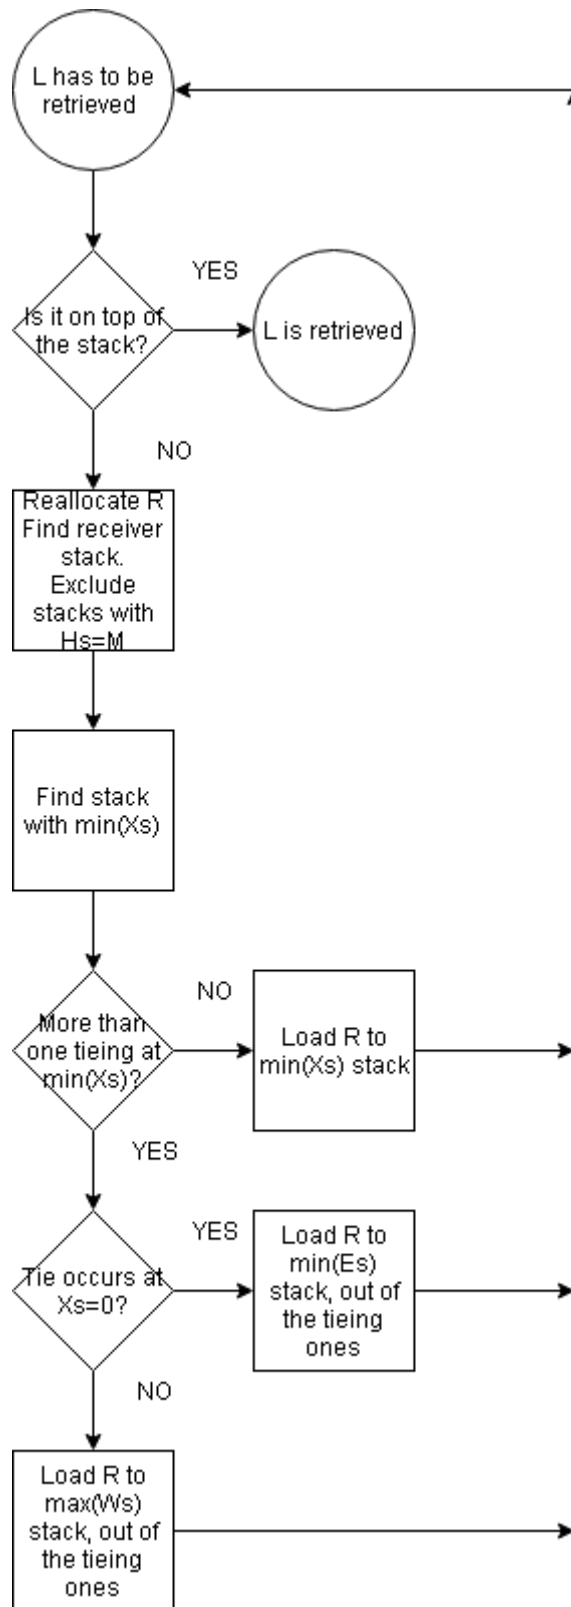 L has to be
retrieved
YES
Is it on top of
the stack?
L is retrieved
NO
Reallocate R
Find receiver
stack.
Exclude
stacks with
Hs=M
Find stack
with min(Xs)
NO
More than
one tieing at
min(Xs)?
Load R to
min(Xs) stack
YES
YES
Tie occurs at
Xs=0?
Load R to
min(Es)
stack, out of
the tieing
ones
NO
Load R to
max(Ws)
stack, out of
the tieing
ones